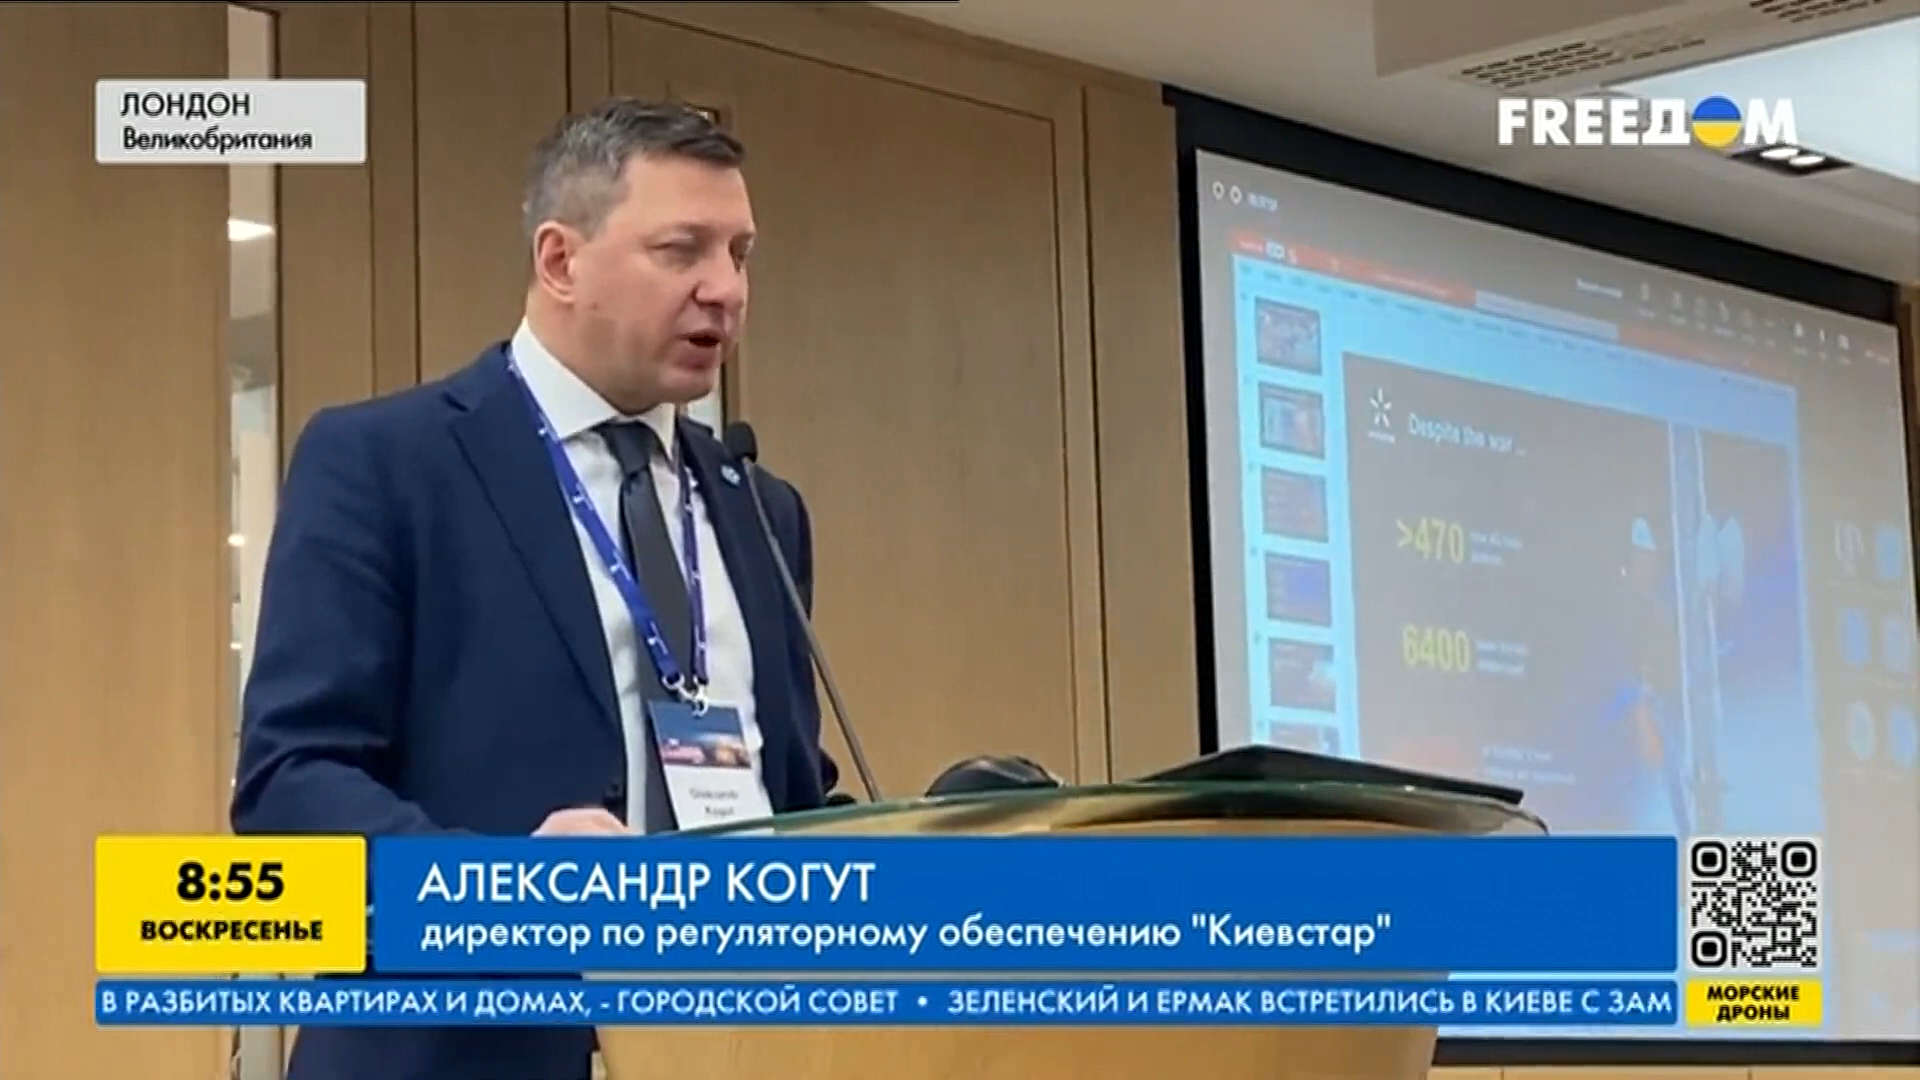 ЛОНДОН
Великобритания
FREEДOM
Despite the war ...
>470
6400
8:55
ВОСКРЕСЕНЬЕ
АЛЕКСАНДР КОГУТ
директор по регуляторному обеспечению "Киевстар"
В РАЗБИТЫХ КВАРТИРАХ И ДОМАХ, - ГОРОДСКОЙ СОВЕТ • ЗЕЛЕНСКИЙ И ЕРМАК ВСТРЕТИЛИСЬ В КИЕВЕ С ЗАМ
МОРСКИЕ
ДРОНЫ